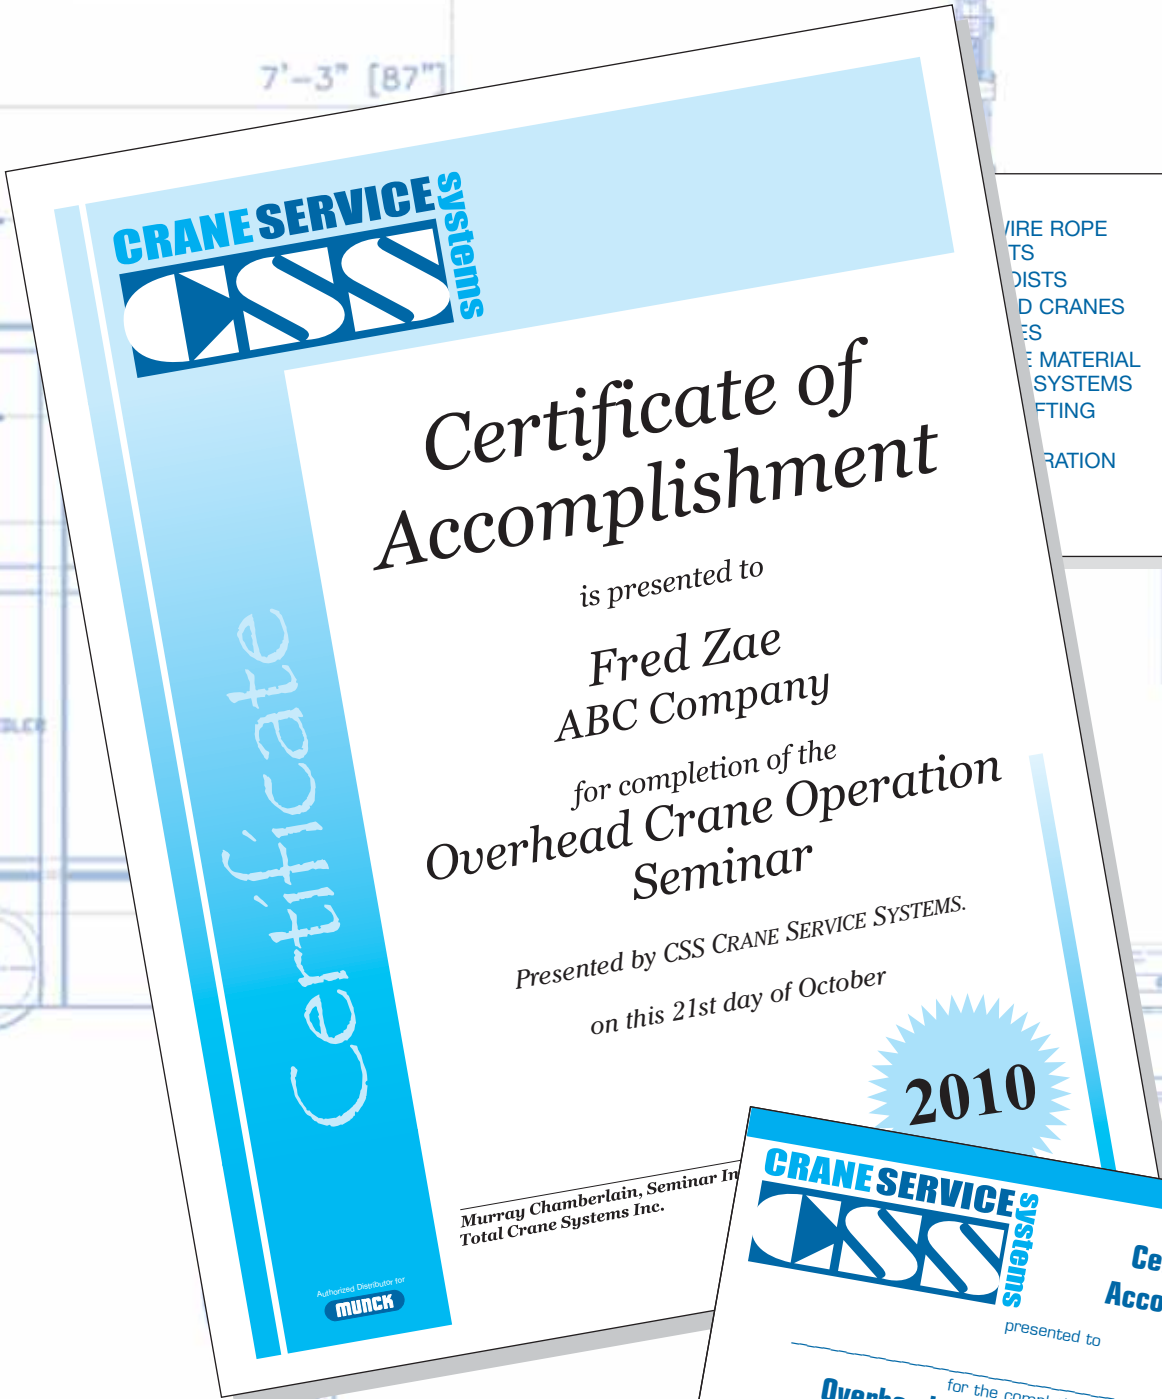 7'-3" [87"]
CRANE SERVICE
systems
CSS
IRE ROPE
TS
OISTS
D CRANES
ES
E MATERIAL
SYSTEMS
FTING
RATION
Certificate of
Accomplishment
is presented to
Fred Zae
ABC Company
for completion of the
Overhead Crane Operation
Seminar
Presented by CSS CRANE SERVICE SYSTEMS.
on this 21st day of October
2010
Certificate
Murray Chamberlain, Seminar In
Total Crane Systems Inc.
Authorized Distributor for
MUNCK
CRANE SERVICE
systems
CSS
Ce
Acco
presented to
for the compl